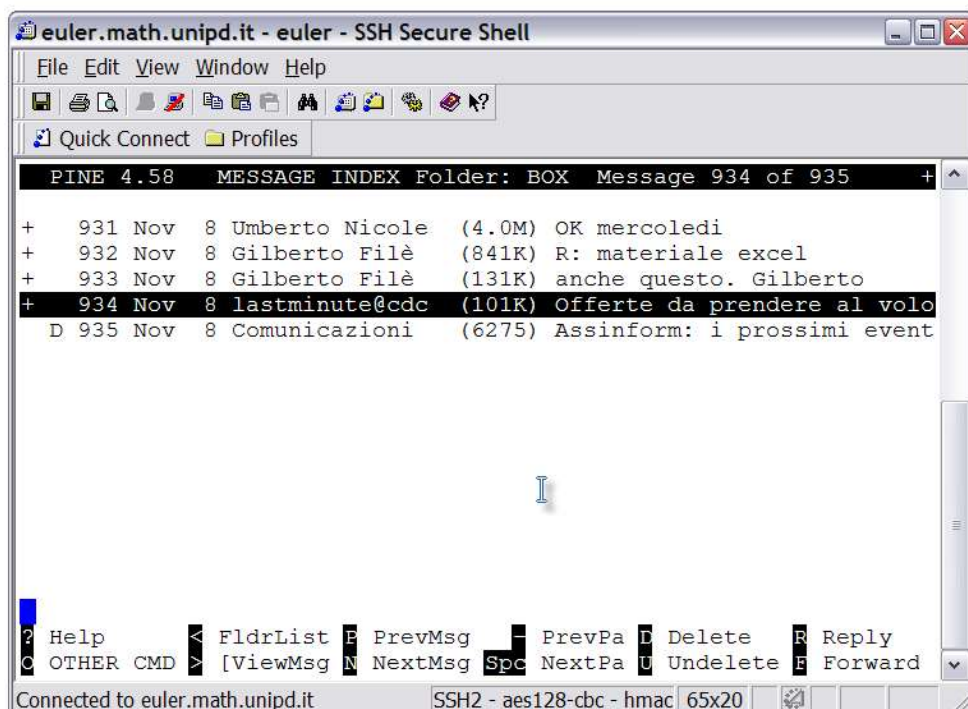 euler.math.unipd.it - euler - SSH Secure Shell
File Edit View Window Help
Quick Connect Profiles
PINE 4.58 MESSAGE INDEX Folder: BOX Message 934 of 935 +
+ 931 Nov 8 Umberto Nicole (4.0M) OK mercoledi
+ 932 Nov 8 Gilberto Filè (841K) R: materiale excel
+ 933 Nov 8 Gilberto Filè (131K) anche questo. Gilberto
+ 934 Nov 8 lastminute@cdc (101K) Offerte da prendere al volo
D 935 Nov 8 Comunicazioni (6275) Assinform: i prossimi event
? Help < FldrList P PrevMsg - PrevPa D Delete R Reply
O OTHER CMD > [ViewMsg N NextMsg Spc NextPa U Undelete F Forward
Connected to euler.math.unipd.it SSH2 - aes128-cbc - hmac 65x20